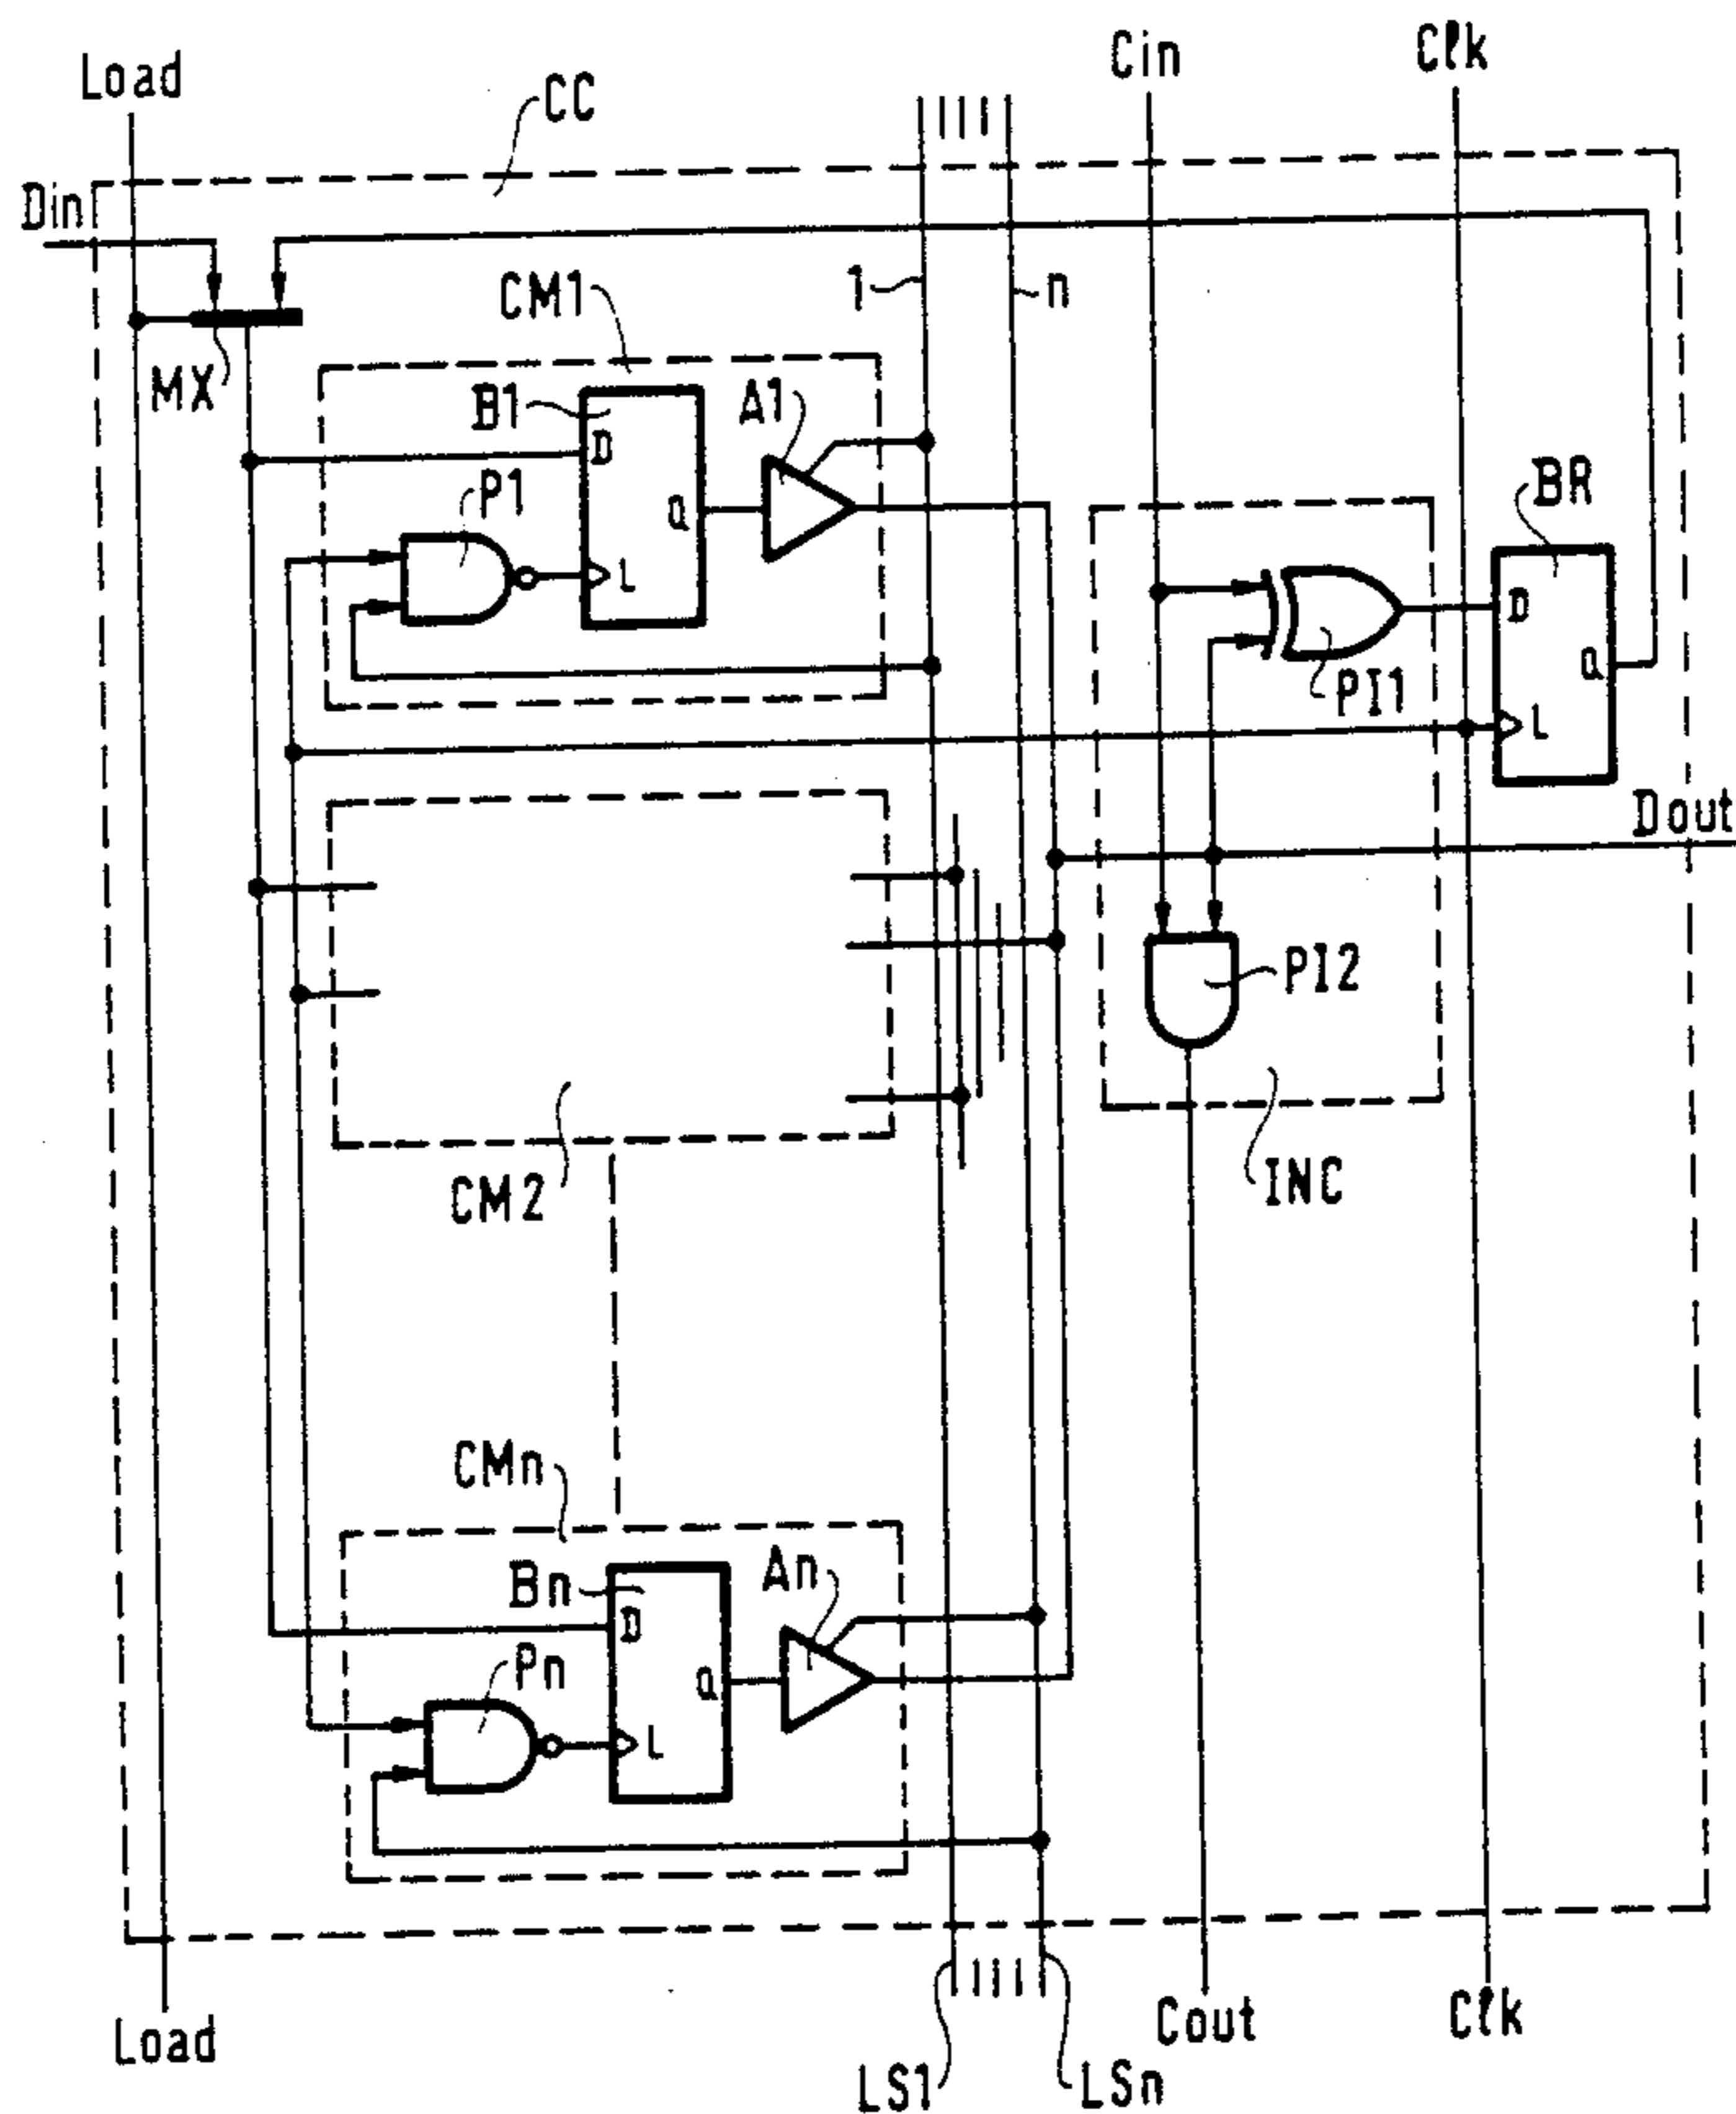 Load
CC
Cin
Clk
Din
CM1
1
n
MX
B1
A1
D
P1
Q
L
BR
D
Q
PI1
L
Dout
PI2
CM2
INC
CMn
Bn
An
D
Pn
Q
L
Load
Cout
Clk
LS1
LSn